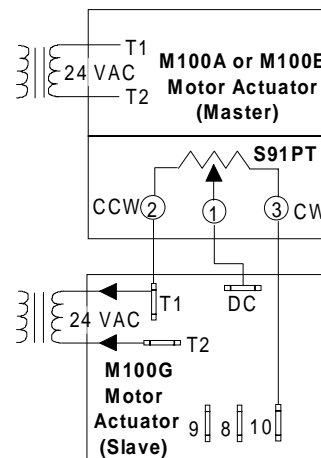 T1
24 VAC
T2
M100A or M100E
Motor Actuator
(Master)
S91PT
CCW 2 1 3 CW
T1
DC
24 VAC
T2
M100G
Motor
Actuator
(Slave)
9 8 10